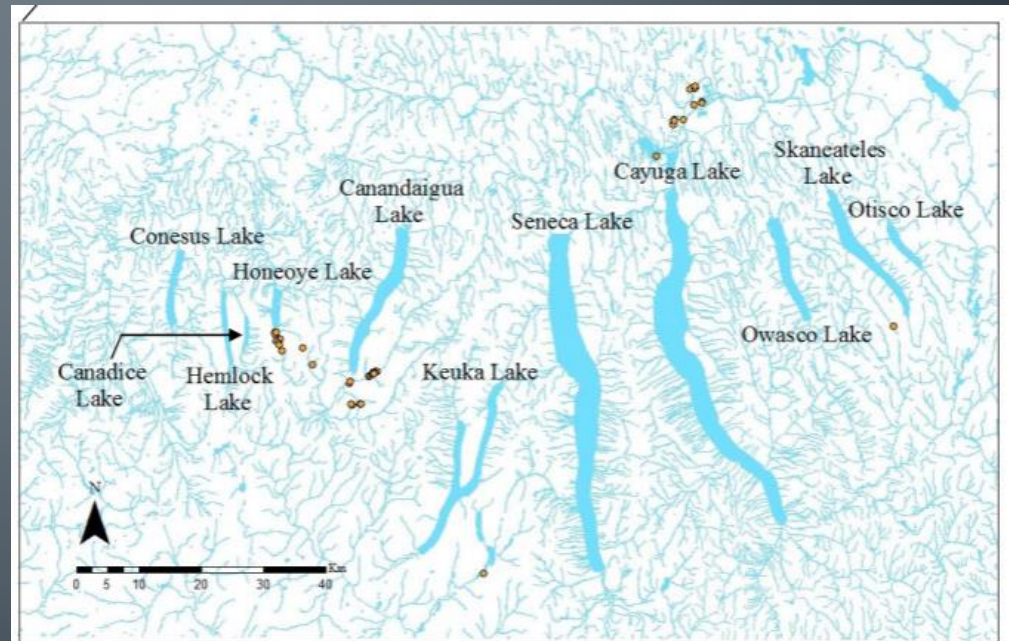 Skaneateles
Lake
Cayuga Lake
Canandaigua
Lake
Otisco Lake
Seneca Lake
Conesus Lake
Honeoye Lake
Owasco Lake
Canadice
Lake
Hemlock
Lake
Keuka Lake
N
Km
0 5 10 20 30 40